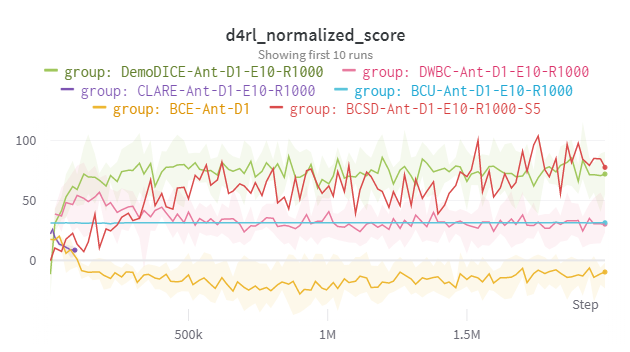 d4rl_normalized_score
Showing first 10 runs
group: DemoDICE-Ant-D1-E10-R1000 group: DWBC-Ant-D1-E10-R1000
group: CLARE-Ant-D1-E10-R1000 group: BCU-Ant-D1-E10-R1000
group: BCE-Ant-D1 group: BCSD-Ant-D1-E10-R1000-S5
100
50
0
Step
500k 1M 1.5M